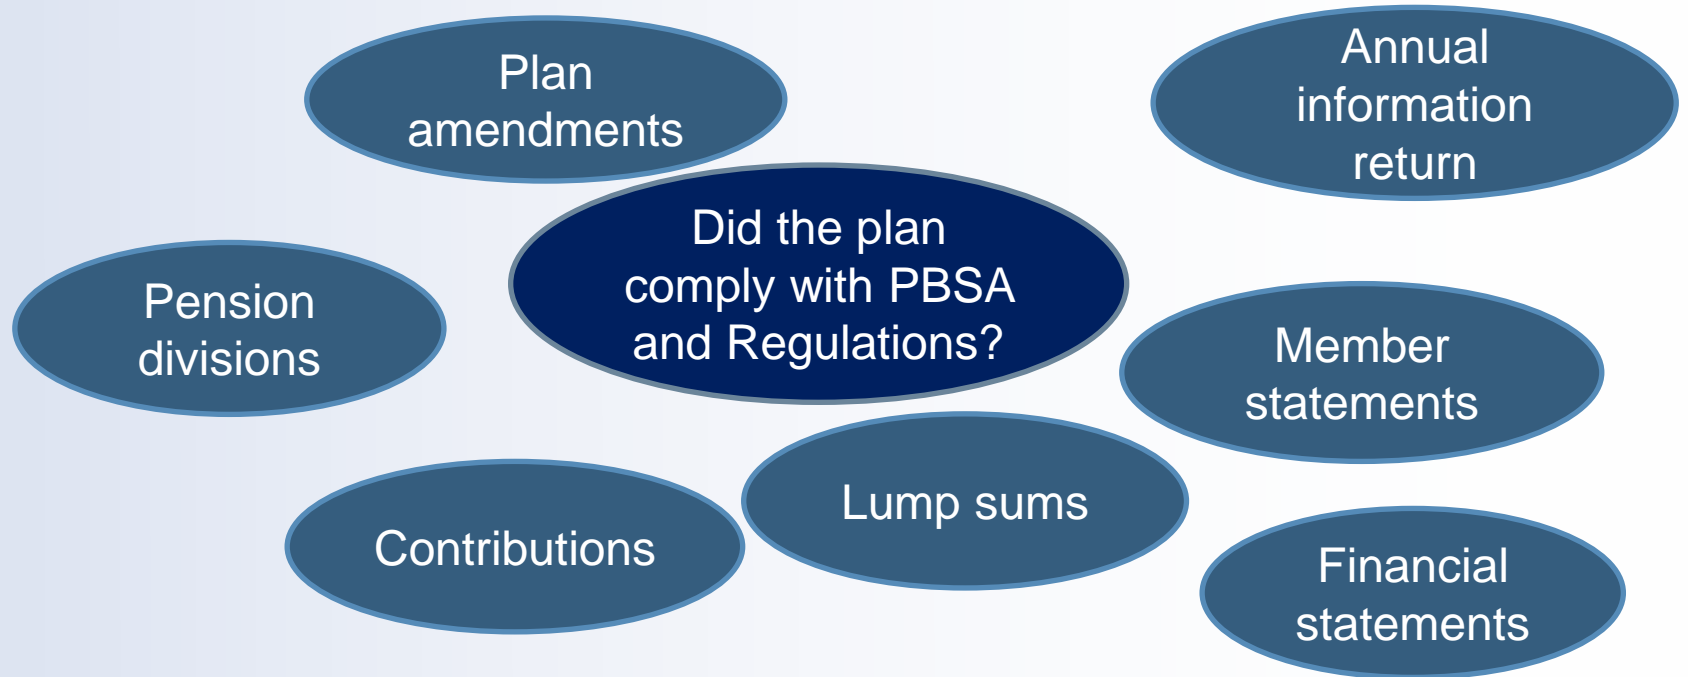 Plan
amendments
Annual
information
return
Did the plan
comply with PBSA
and Regulations?
Pension
divisions
Member
statements
Contributions
Lump sums
Financial
statements